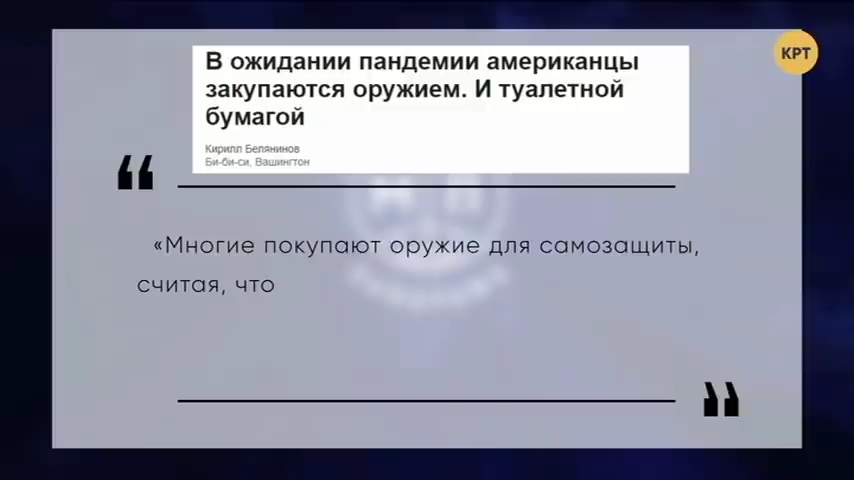 КРТ
В ожидании пандемии американцы
закупаются оружием. И туалетной
бумагой
Кирилл Белянинов
Би-би-си, Вашингтон
«Многие покупают оружие для самозащиты,
считая, что